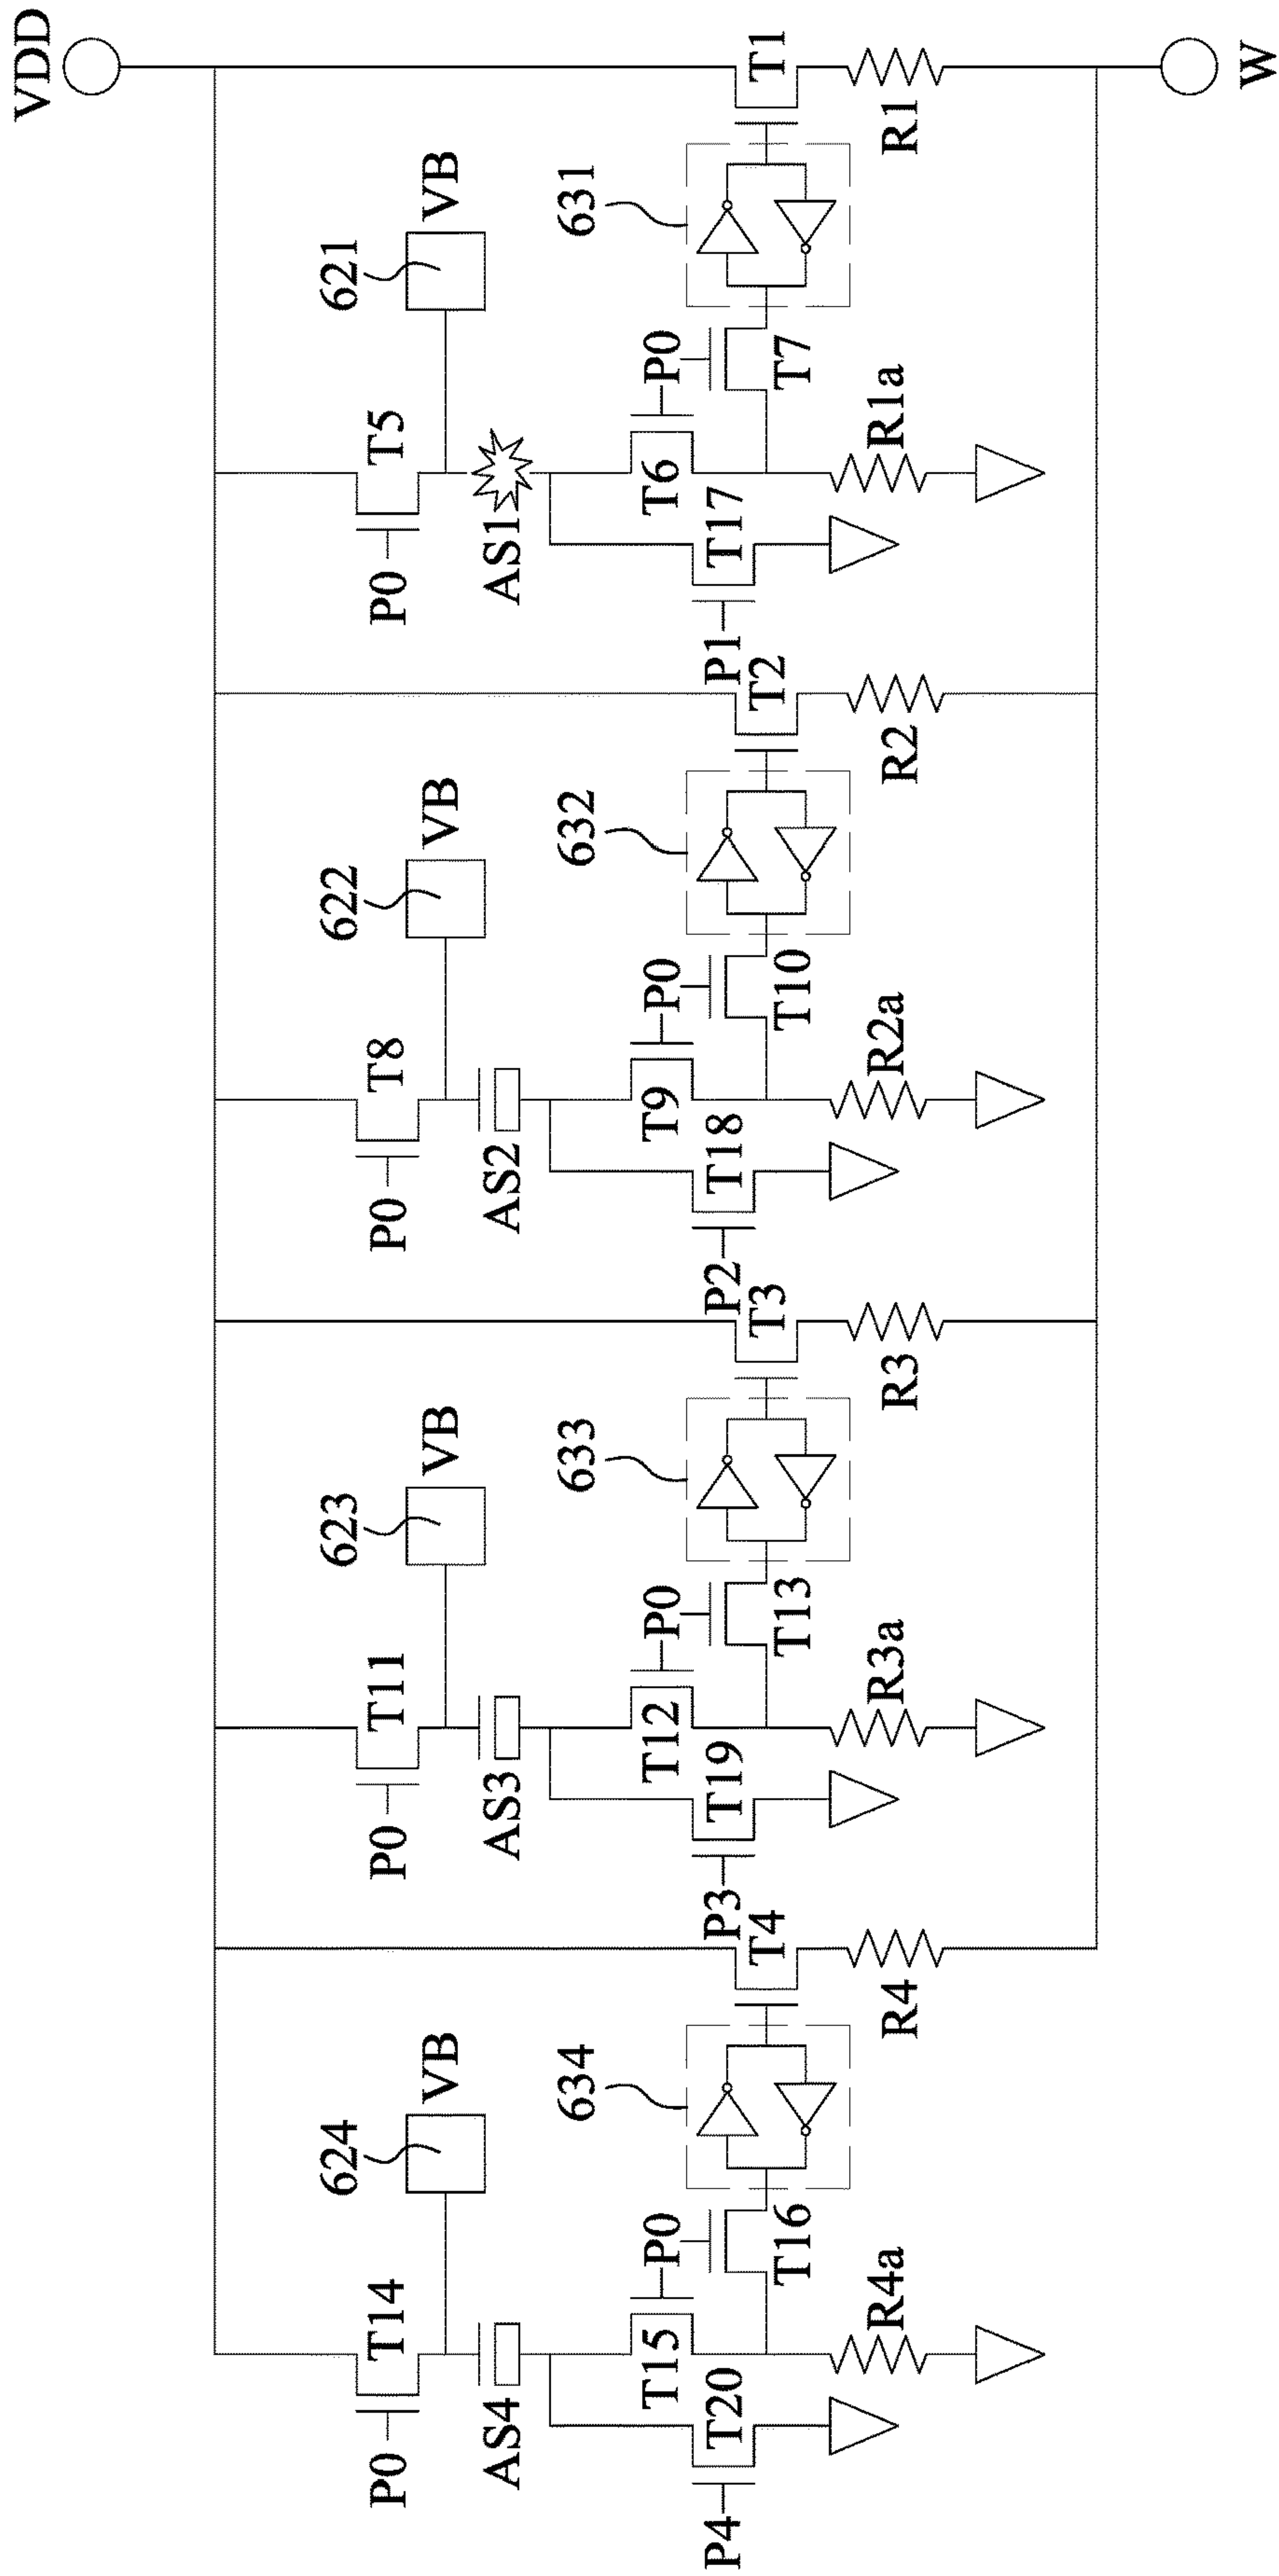 VDD
T5
P0
621
VB
AS1
T6
P0
T17
P1
T7
631
T1
R1a
R1
T8
P0
622
VB
AS2
T9
P0
T18
P2
T10
632
T2
R2a
R2
T11
P0
623
VB
AS3
T12
P0
T19
P3
T13
633
T3
R3a
R3
T14
P0
624
VB
AS4
T15
P0
T20
P4
T16
634
T4
R4a
R4
W